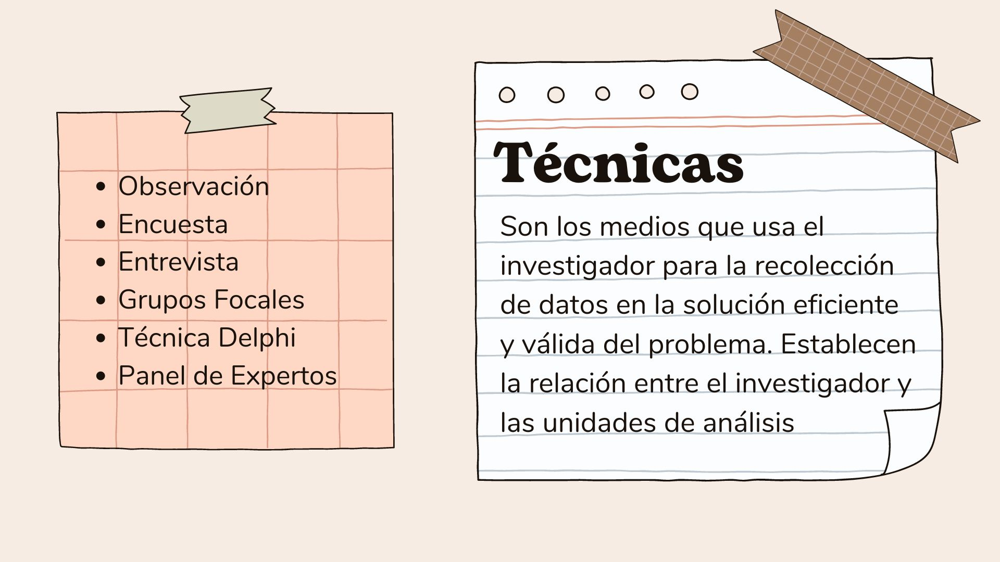 Observación
Encuesta
Entrevista
Grupos Focales
Técnica Delphi
Panel de Expertos
Técnicas
Son los medios que usa el
investigador para la recolección
de datos en la solución eficiente
y válida del problema. Establecen
la relación entre el investigador y
las unidades de análisis